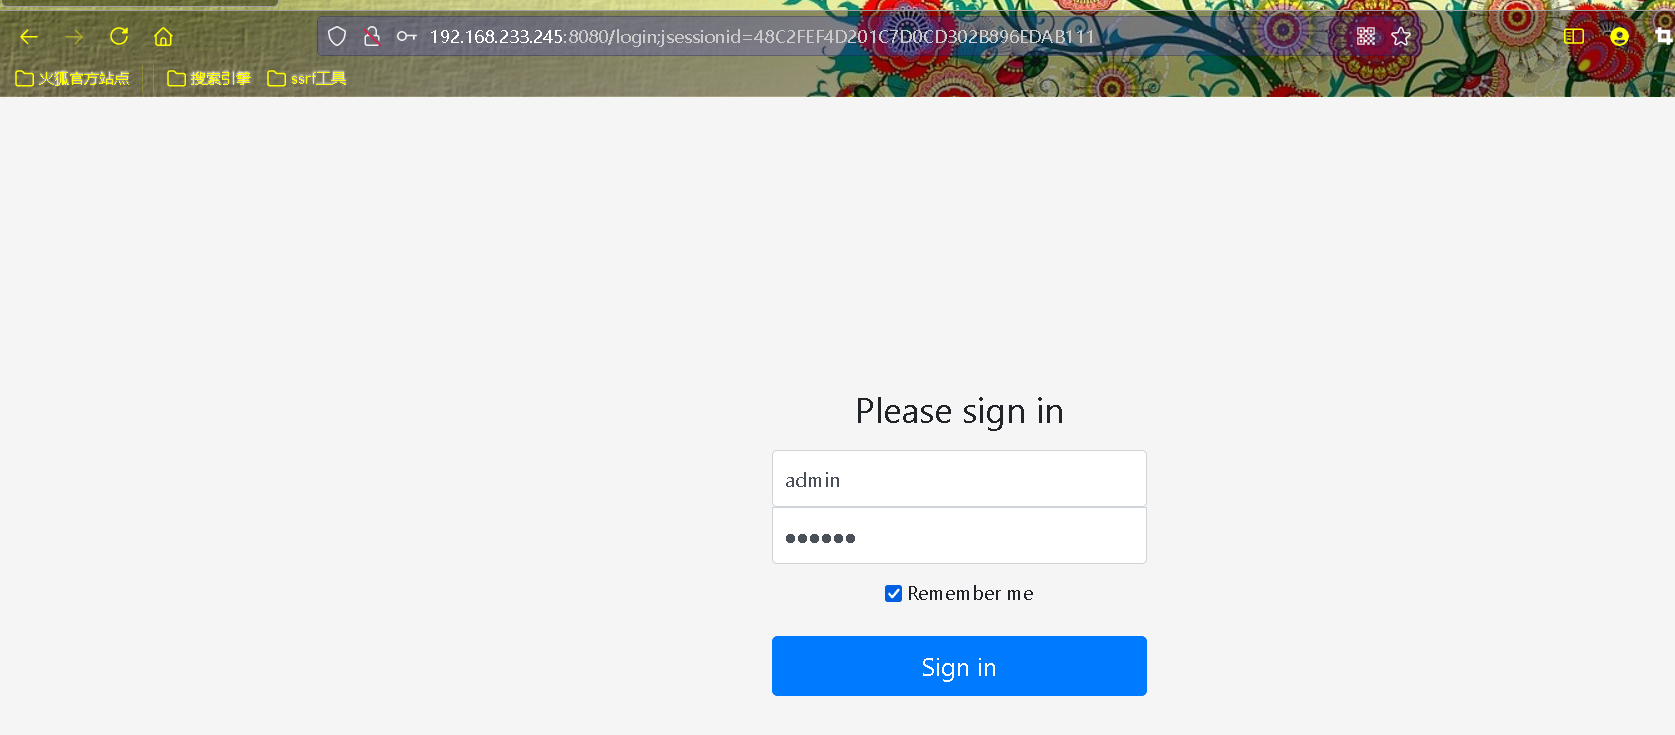 192.168.233.245:8080/login;jsessionid=48C2FEF4D201C7D0CD302B896EDAB111
火狐官方站点 搜索引擎 ssrf工具
Please sign in
admin
••••••
Remember me
Sign in